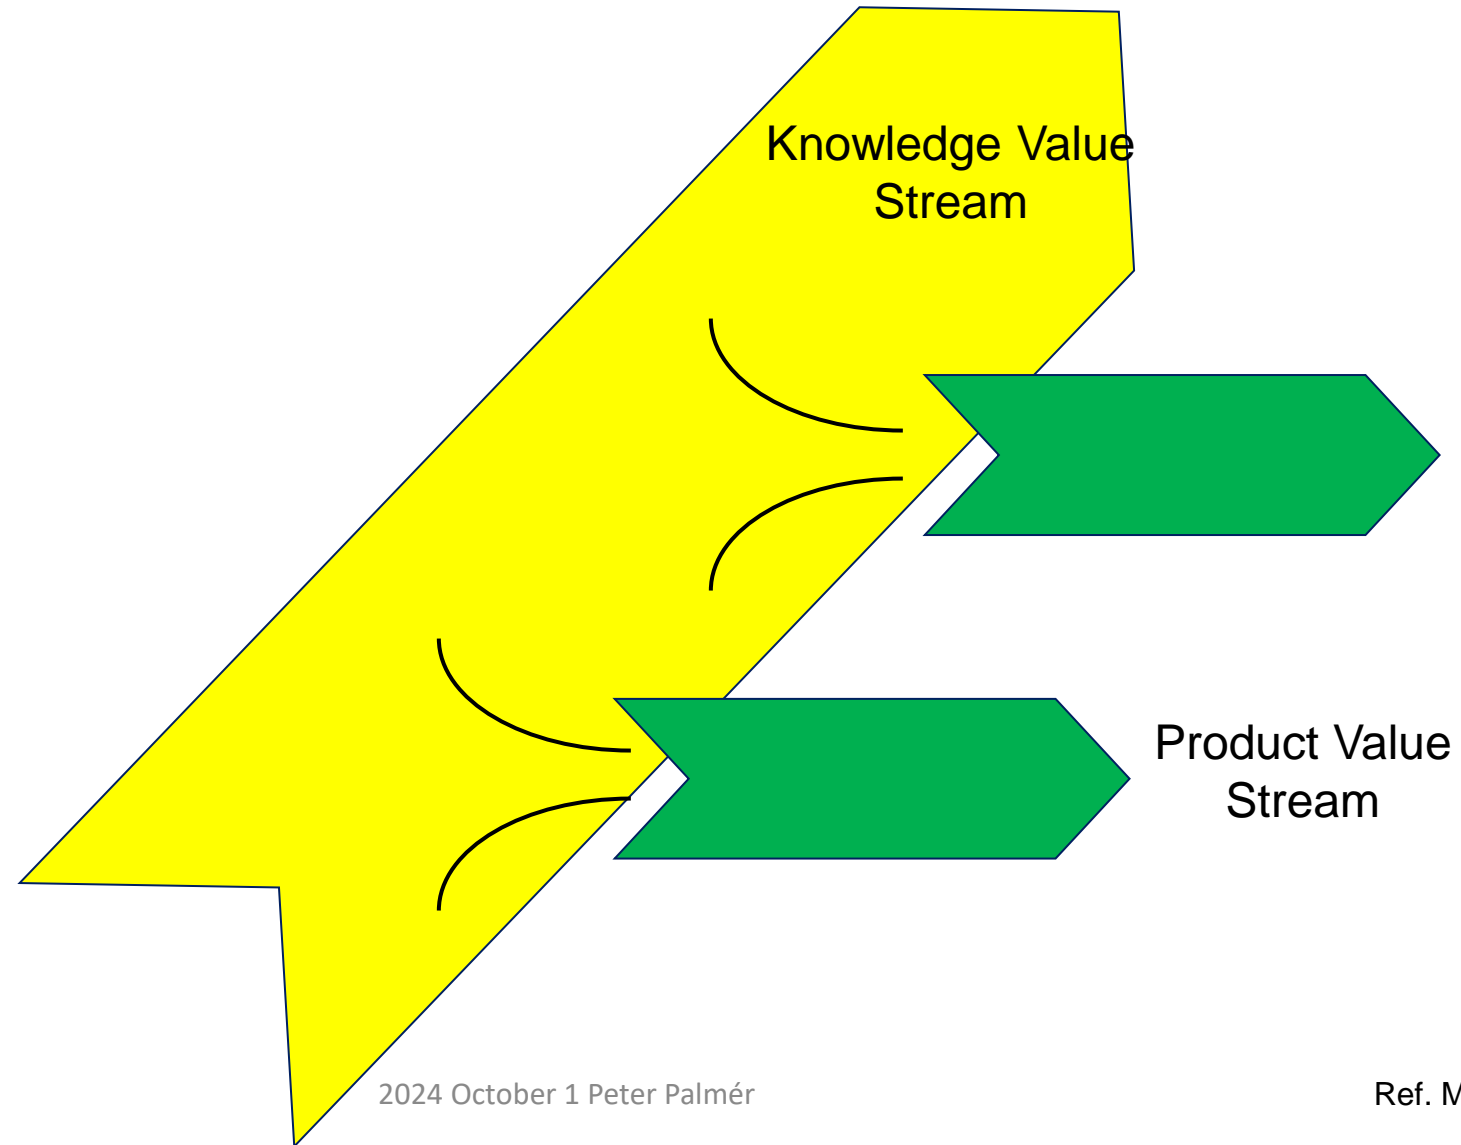 Knowledge Value
Stream
Product Value
Stream
2024 October 1 Peter Palmér
Ref.